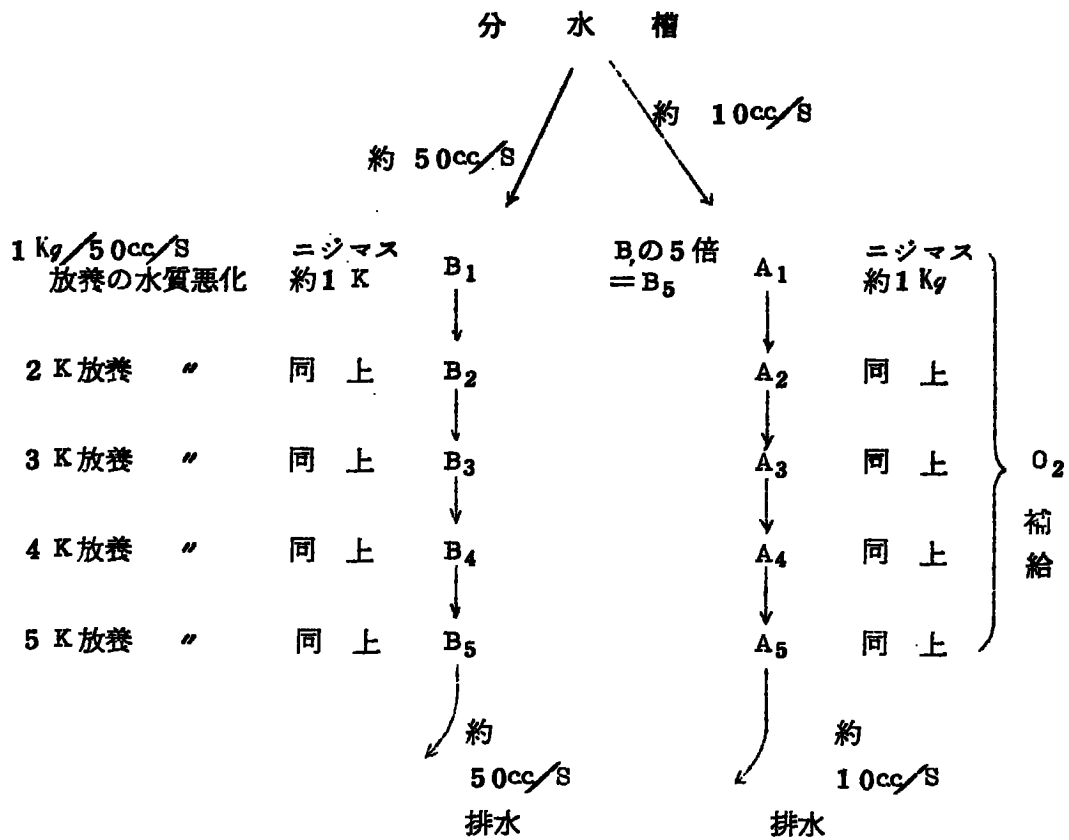 分 水 槽
約 10cc/S
約 50cc/S
1 Kg/50cc/S ニジマス B1 Bの5倍 A1 ニジマス
放養の水質悪化 約1 K =B5 約1 Kg
2 K放養 〃 同 上 B2 A2 同 上
3 K放養 〃 同 上 B3 A3 同 上 O2
補
4 K放養 〃 同 上 B4 A4 同 上
給
5 K放養 〃 同 上 B5 A5 同 上
約 約
50cc/S 10cc/S
排水 排水